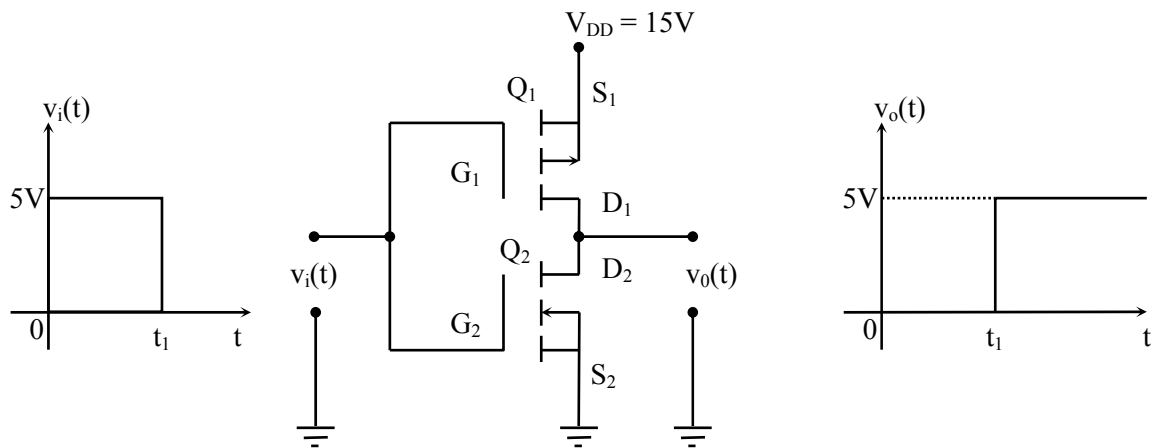 V_DD = 15V
v_i(t)
5V
0
t_1
t
Q_1
S_1
G_1
D_1
Q_2
D_2
v_i(t)
v_0(t)
G_2
S_2
v_o(t)
5V
0
t_1
t